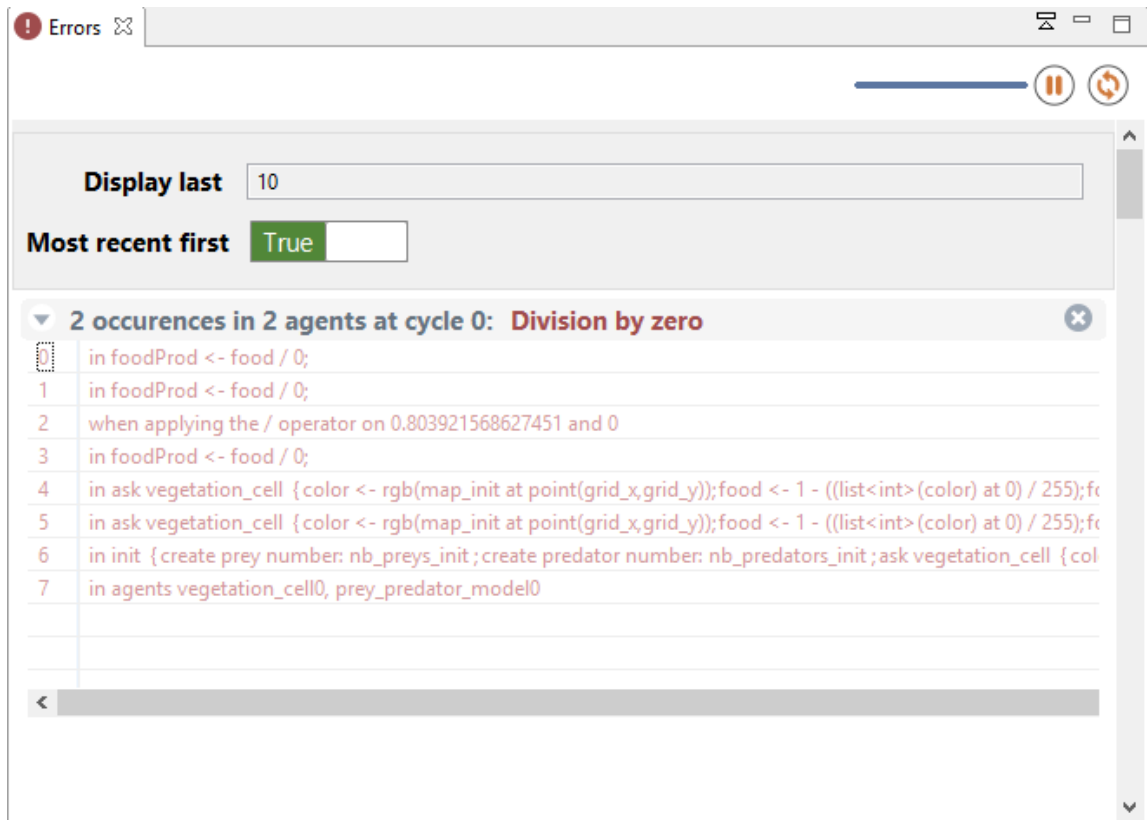 Errors
Display last 10
Most recent first True
2 occurences in 2 agents at cycle 0: Division by zero
0 in foodProd <- food / 0;
1 in foodProd <- food / 0;
2 when applying the / operator on 0.803921568627451 and 0
3 in foodProd <- food / 0;
4 in ask vegetation_cell {color <- rgb(map_init at point(grid_x,grid_y));food <- 1 - ((list<int>(color) at 0) / 255);fo
5 in ask vegetation_cell {color <- rgb(map_init at point(grid_x,grid_y));food <- 1 - ((list<int>(color) at 0) / 255);fo
6 in init {create prey number: nb_preys_init;create predator number: nb_predators_init;ask vegetation_cell {col
7 in agents vegetation_cell0, prey_predator_model0